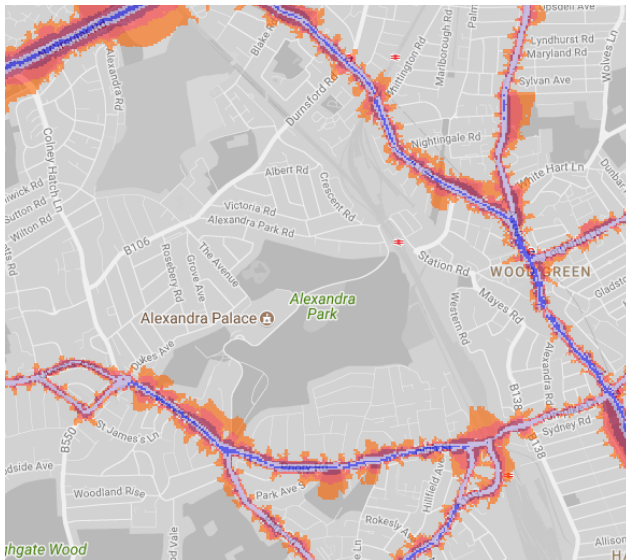 Opsdell Ave
Lyndhurst Rd
Maryland Rd
Sylvan Ave
Wolves Ln
Marlborough Rd
Whittington Rd
Durnsford Rd
Alexandra Rd
Colney Hatch Ln
Nightingale Rd
White Hart Ln
Albert Rd
Crescent Rd
Victoria Rd
Alexandra Park Rd
Sutton Rd
Wilton Rd
B106
The Avenue
Grove Ave
Rosebery Rd
Station Rd
WOOD GREEN
Mayes Rd
Western Rd
Alexandra
Park
Alexandra Palace
Alexandra Rd
Dukes Ave
B138
Sydney Rd
B138
St James's Ln
B550
Woodland Rise
Park Ave S
Hillfield Ave
Rokesly A
ghgate Wood